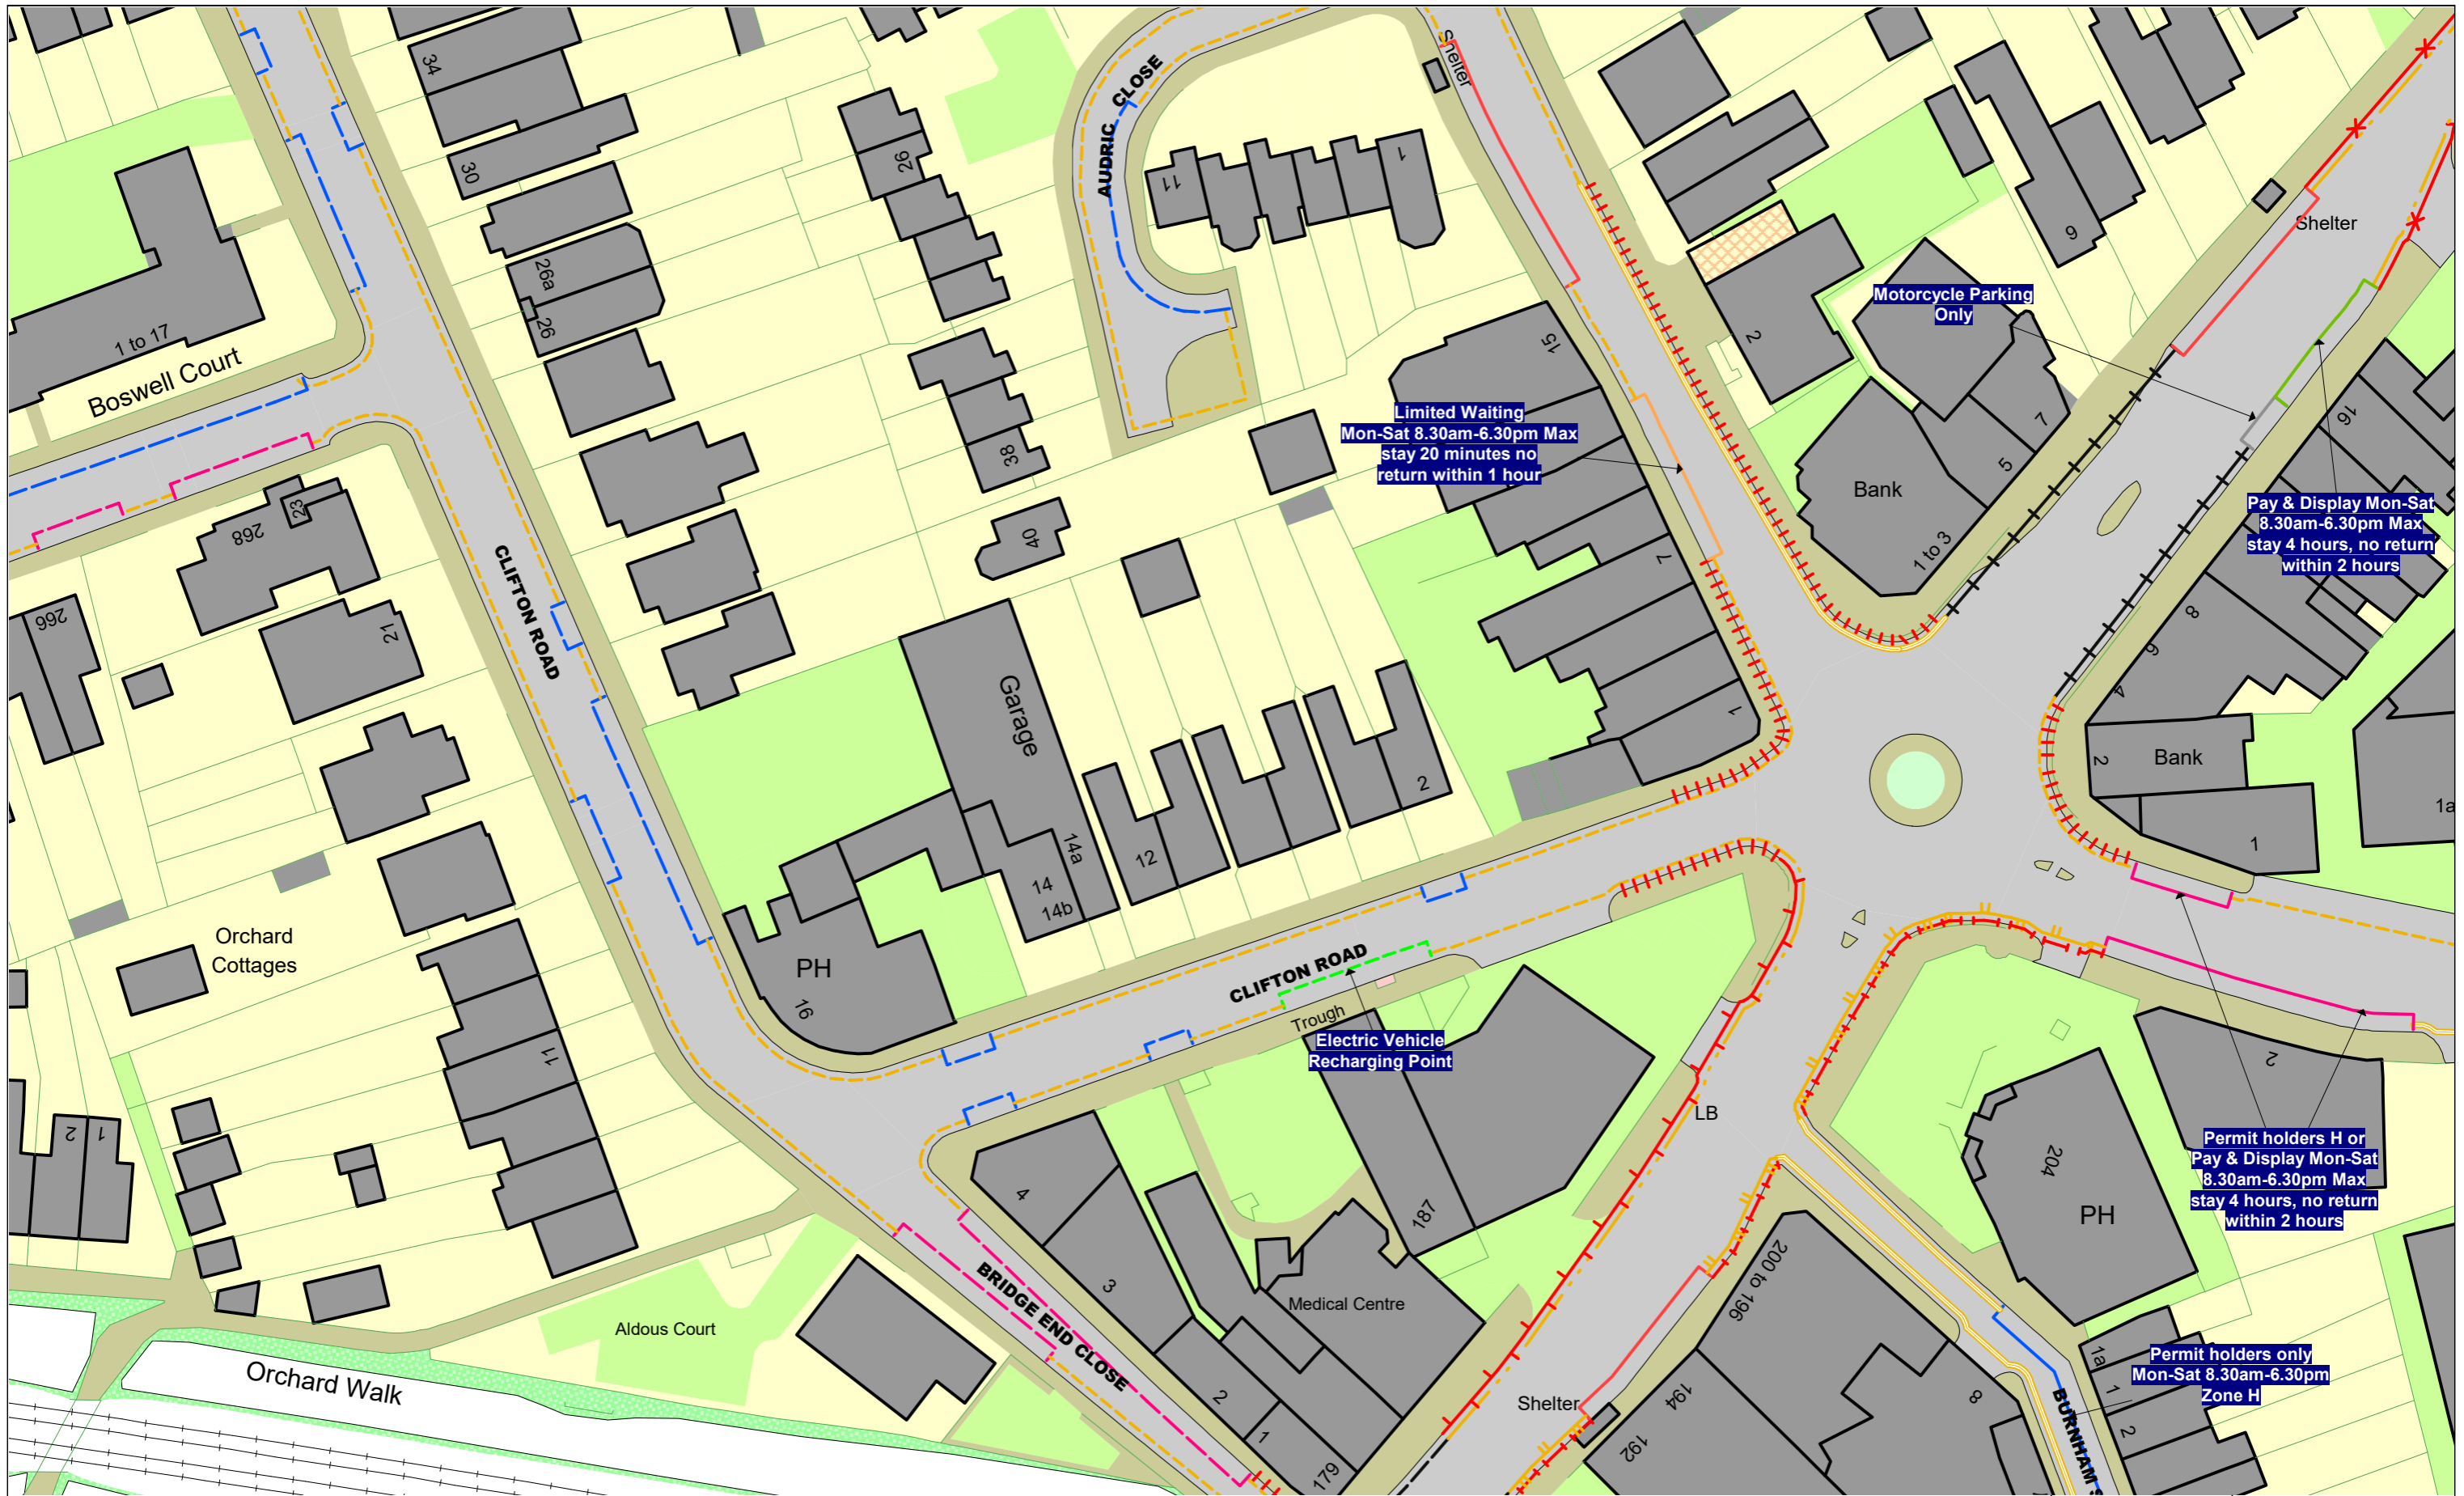 34
30
26a
26
1 to 17
Boswell Court
268
23
266
21
CLIFTON ROAD
Orchard
Cottages
11
2
1
Orchard Walk
Aldous Court
AUDRIC CLOSE
Shelter
26
11
1
38
40
Garage
14a
14
14b
12
2
PH
16
CLIFTON ROAD
Trough
Electric Vehicle
Recharging Point
Limited Waiting
Mon-Sat 8.30am-6.30pm Max
stay 20 minutes no
return within 1 hour
15
7
1
2
Motorcycle Parking
Only
9
7
5
Bank
1 to 3
Shelter
Pay & Display Mon-Sat
8.30am-6.30pm Max
stay 4 hours, no return
within 2 hours
16
8
6
4
2
Bank
1
1a
LB
187
Medical Centre
4
3
2
1
179
BRIDGE END CLOSE
Shelter
200 to 196
194
192
8
204
PH
2
Permit holders H or
Pay & Display Mon-Sat
8.30am-6.30pm Max
stay 4 hours, no return
within 2 hours
Permit holders only
Mon-Sat 8.30am-6.30pm
Zone H
1a
1
2
BURNHAM S